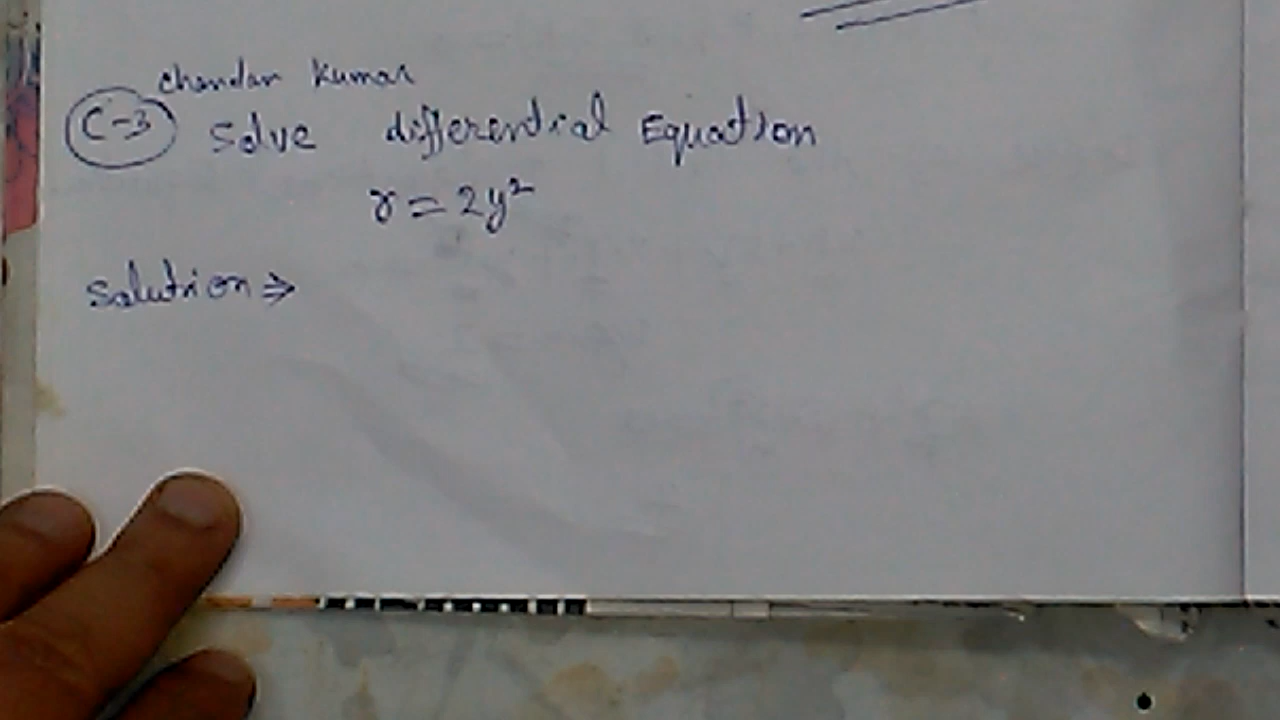 Chandan Kumar
C-3 Solve differential Equation
r = 2y²
Solution ⇒